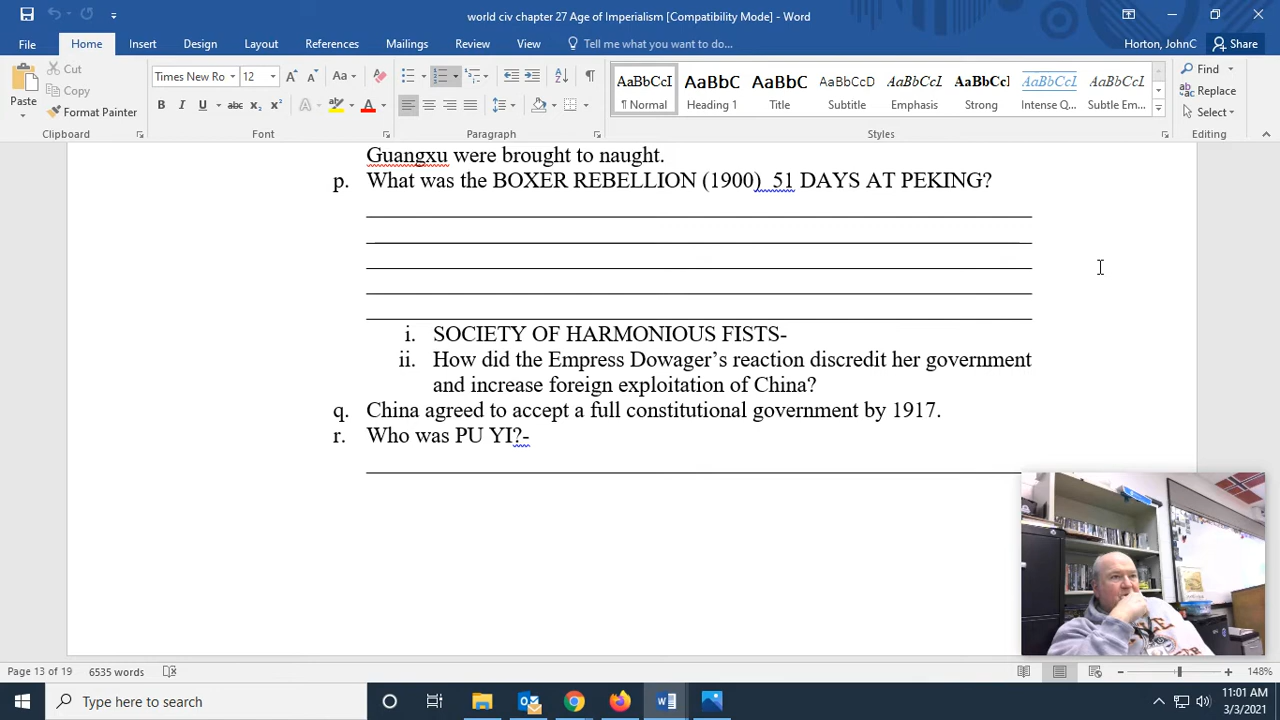 world civ chapter 27 Age of Imperialism [Compatibility Mode] - Word
File Home Insert Design Layout References Mailings Review View Tell me what you want to do... Horton, JohnC Share
Paste Cut Copy Format Painter
Times New Ro 12 Aa
AaBbCcI AaBbC AaBbC AaBbCcD AaBbCcL AaBbCcI AaBbCcL AaBbCcL
¶ Normal Heading 1 Title Subtitle Emphasis Strong Intense Q... Subtle Em...
Find Replace Select
Clipboard Font Paragraph Styles Editing
Guangxu were brought to naught.
p. What was the BOXER REBELLION (1900) 51 DAYS AT PEKING?
i. SOCIETY OF HARMONIOUS FISTS-
ii. How did the Empress Dowager's reaction discredit her government
and increase foreign exploitation of China?
q. China agreed to accept a full constitutional government by 1917.
r. Who was PU YI?-
Page 13 of 19 6535 words 148%
Type here to search
11:01 AM
3/3/2021